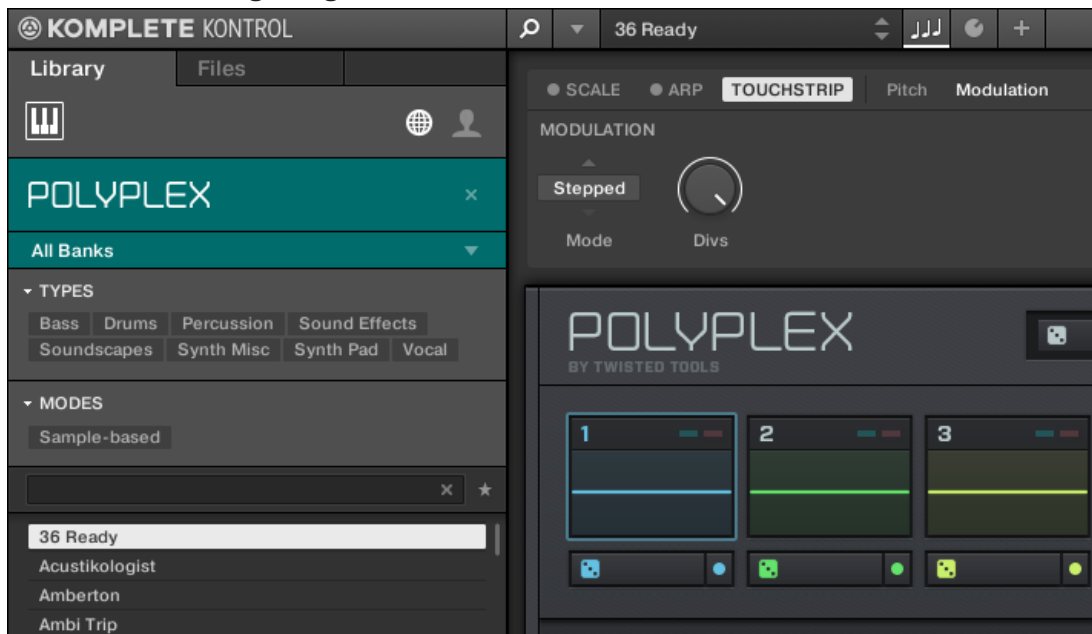 KOMPLETE KONTROL
36 Ready
Library Files
SCALE ARP TOUCHSTRIP Pitch Modulation
MODULATION
Stepped
Mode Divs
POLYPLEX
All Banks
TYPES
Bass Drums Percussion Sound Effects
Soundscapes Synth Misc Synth Pad Vocal
MODES
Sample-based
36 Ready
Acustikologist
Amberton
Ambi Trip
POLYPLEX
BY TWISTED TOOLS
1 2 3